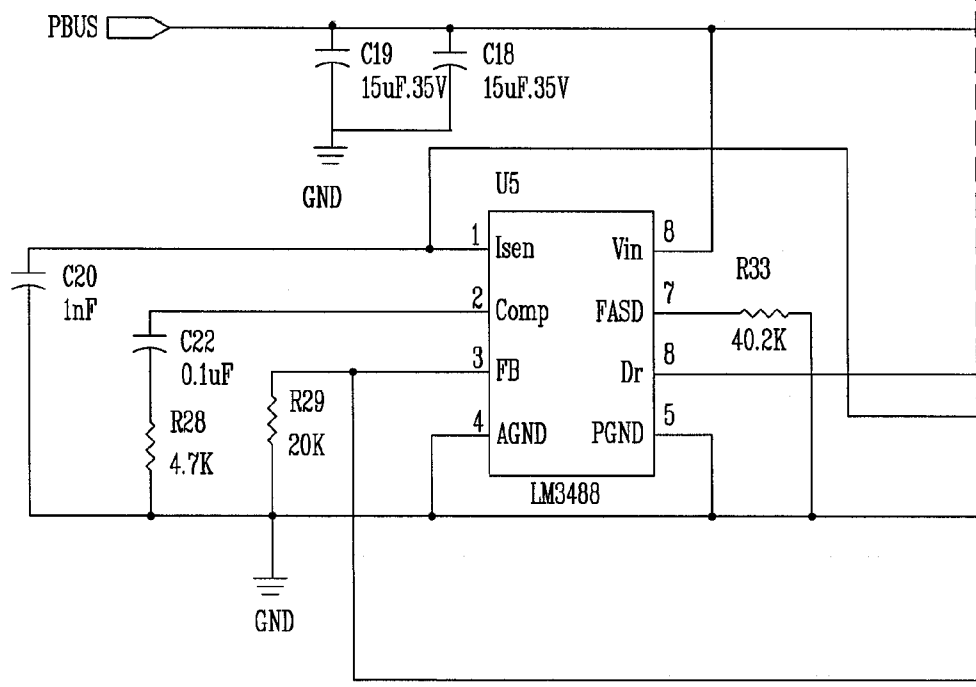 PBUS
C19
15uF.35V
C18
15uF.35V
GND
U5
1
Isen
Vin
8
C20
1nF
R33
40.2K
2
Comp
FASD
7
C22
0.1uF
3
FB
Dr
8
R29
20K
R28
4.7K
4
AGND
PGND
5
LM3488
GND